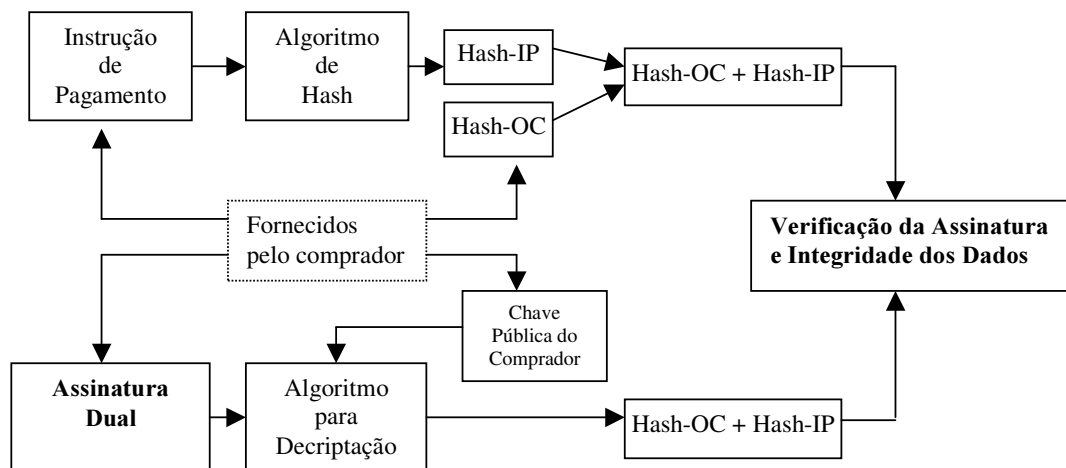 Instrução
de
Pagamento
Algoritmo
de
Hash
Hash-IP
Hash-OC
Hash-OC + Hash-IP
Fornecidos
pelo comprador
Verificação da Assinatura
e Integridade dos Dados
Chave
Pública do
Comprador
Assinatura
Dual
Algoritmo
para
Decriptação
Hash-OC + Hash-IP